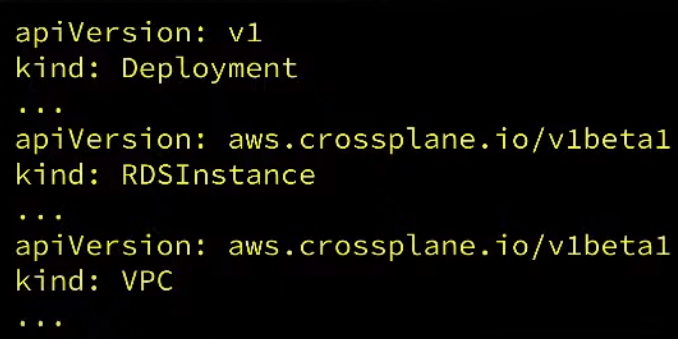 apiVersion: v1
kind: Deployment
...
apiVersion: aws.crossplane.io/v1beta1
kind: RDSInstance
...
apiVersion: aws.crossplane.io/v1beta1
kind: VPC
...